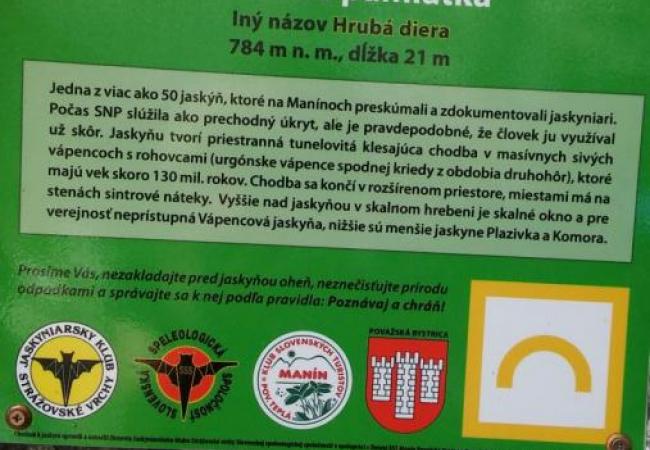 Iný názov Hrubá diera
784 m n. m., dĺžka 21 m
Jedna z viac ako 50 jaskýň, ktoré na Manínoch preskúmali a zdokumentovali jaskyniari.
Počas SNP slúžila ako prechodný úkryt, ale je pravdepodobné, že človek ju využíval
už skôr. Jaskyňu tvorí priestranná tunelovitá klesajúca chodba v masívnych sivých
vápencoch s rohovcami (urgónske vápence spodnej kriedy z obdobia druhohôr), ktoré
majú vek skoro 130 mil. rokov. Chodba sa končí v rozšírenom priestore, miestami má na
stenách sintrové náteky. Vyššie nad jaskyňou v skalnom hrebeni je skalné okno a pre
verejnosť neprístupná Vápencová jaskyňa, nižšie sú menšie jaskyne Plazivka a Komora.
Prosíme Vás, nezakladajte pred jaskyňou oheň, neznečisťujte prírodu
odpadkami a správajte sa k nej podľa pravidla: Poznávaj a chráň!
JASKYNIARSKY KLUB
STRÁŽOVSKÉ VRCHY
SLOVENSKÁ SPELEOLOGICKÁ SPOLOČNOSŤ
SSS
KLUB SLOVENSKÝCH TURISTOV
MANÍN
POV. TEPLÁ
POVAŽSKÁ BYSTRICA